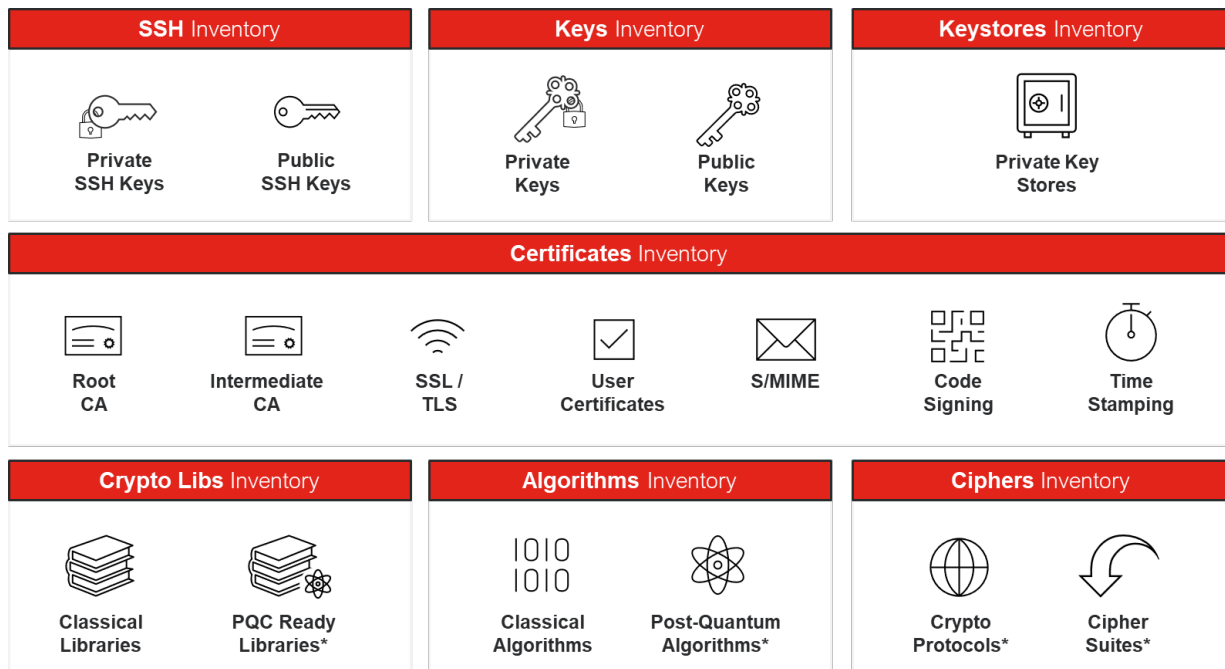 SSH Inventory
Keys Inventory
Keystores Inventory
Private
SSH Keys
Public
SSH Keys
Private
Keys
Public
Keys
Private Key
Stores
Certificates Inventory
Root
CA
Intermediate
CA
SSL /
TLS
User
Certificates
S/MIME
Code
Signing
Time
Stamping
Crypto Libs Inventory
Algorithms Inventory
Ciphers Inventory
Classical
Libraries
PQC Ready
Libraries*
IOIO
IOIO
Classical
Algorithms
Post-Quantum
Algorithms*
Crypto
Protocols*
Cipher
Suites*